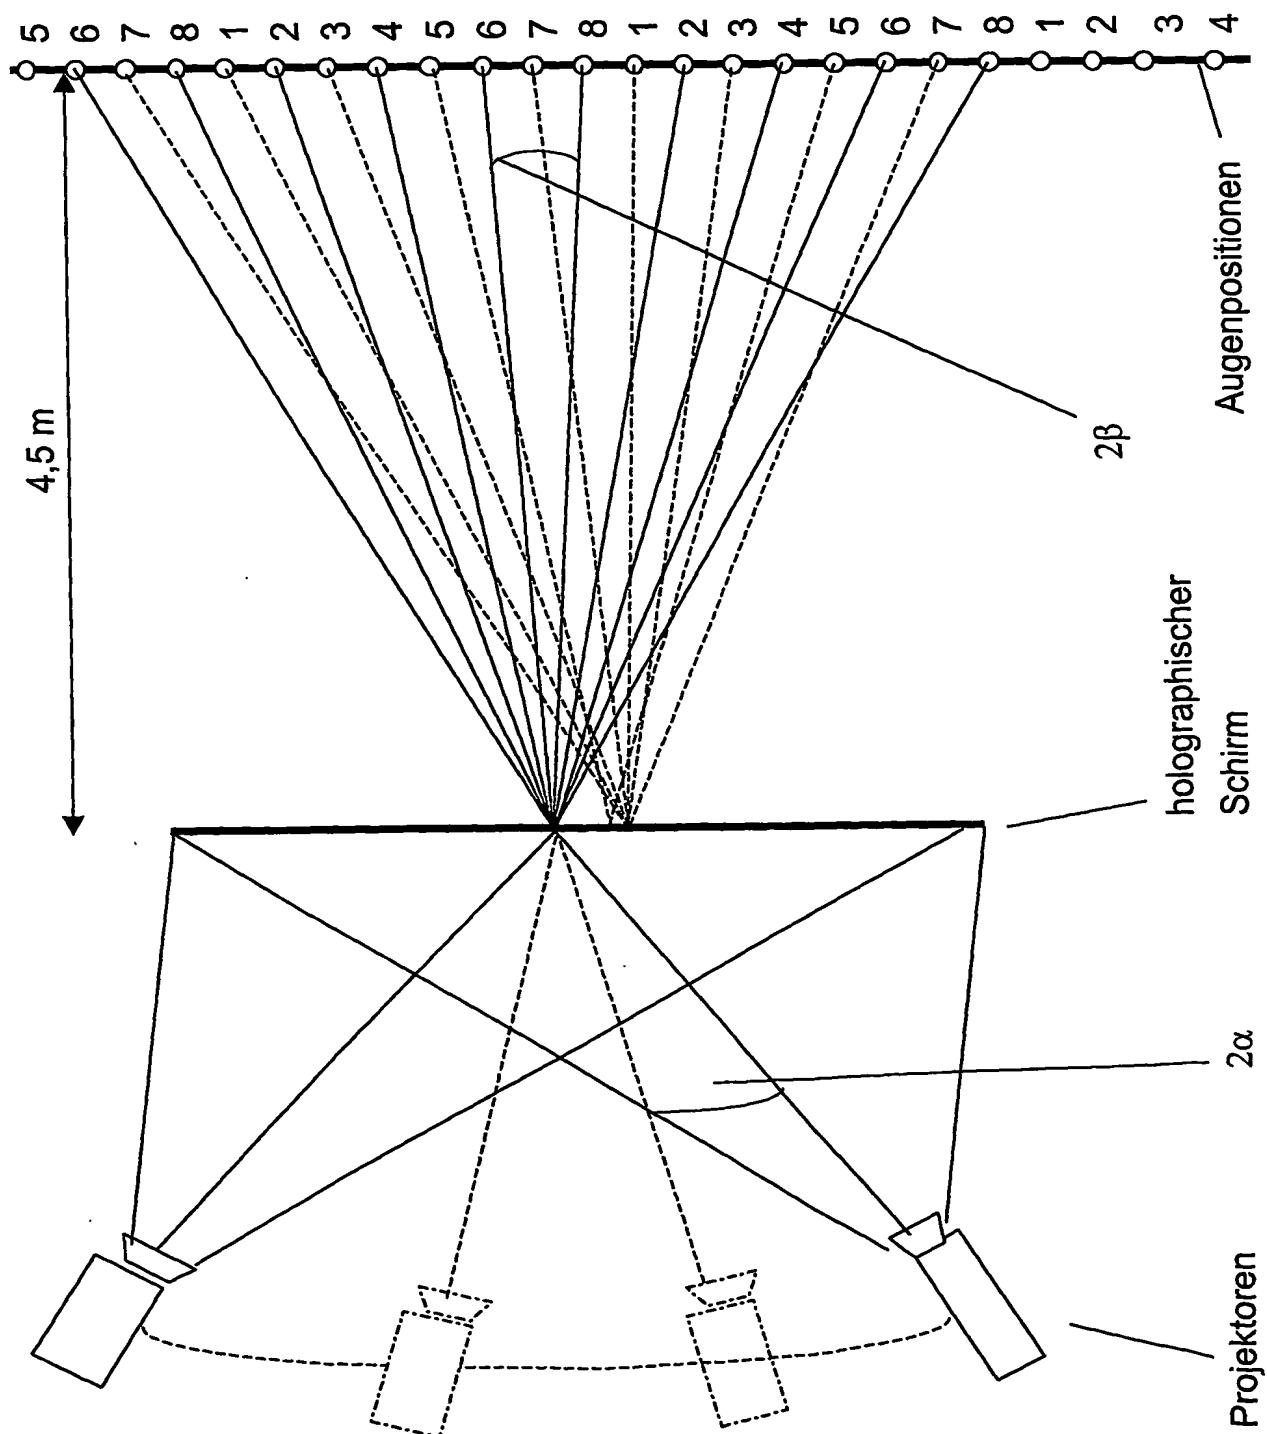 5 6 7 8 1 2 3 4 5 6 7 8 1 2 3 4 5 6 7 8 1 2 3 4
4,5 m
2β
Augenpositionen
holographischer
Schirm
2α
Projektoren